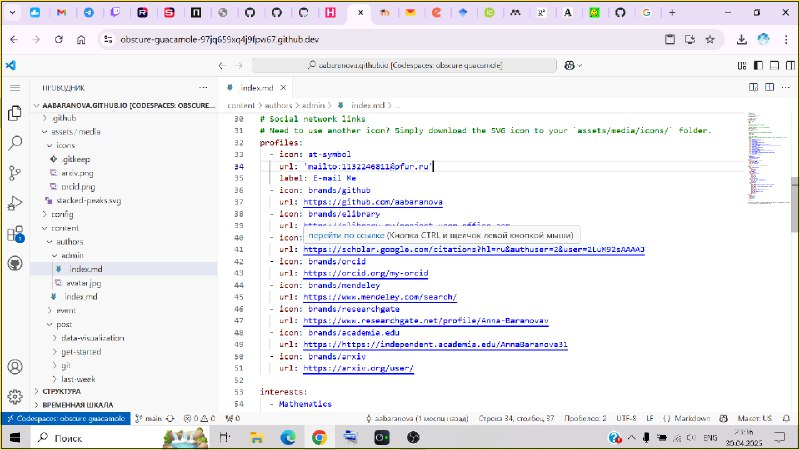 obscure-guacamole-97jq659xq4j9fpw67.github.dev
aabaranova.github.io [Codespaces: obscure guacamole]
ПРОВОДНИК
index.md
AABARANOVA.GITHUB.IO [CODESPACES: OBSCURE...
.github
assets / media
icons
.gitkeep
arxiv.png
orcid.png
stacked-peaks.svg
config
content
authors
admin
index.md
avatar.jpg
index.md
event
post
data-visualization
get-started
git
last-week
СТРУКТУРА
ВРЕМЕННАЯ ШКАЛА
content > authors > admin > index.md > ...
30 # Social network links
31 # Need to use another icon? Simply download the SVG icon to your `assets/media/icons/` folder.
32 profiles:
33 - icon: at-symbol
34 url: 'mailto:1132246811@pfur.ru'
35 label: E-mail Me
36 - icon: brands/github
37 url: https://github.com/aabaranova
38 - icon: brands/elibrary
39
перейти по ссылке (Кнопка CTRL и щелчок левой кнопкой мыши)
40 - icon:
41 url: https://scholar.google.com/citations?hl=ru&authuser=2&user=2LuM92sAAAAJ
42 - icon: brands/orcid
43 url: https://orcid.org/my-orcid
44 - icon: brands/mendeley
45 url: https://www.mendeley.com/search/
46 - icon: brands/researchgate
47 url: https://www.researchgate.net/profile/Anna-Baranovav
48 - icon: brands/academia.edu
49 url: https://https://independent.academia.edu/AnnaBaranova31
50 - icon: brands/arxiv
51 url: https://arxiv.org/user/
52
53 interests:
54 - Mathematics
Codespaces: obscure guacamole main 0 0 0 aabaranova (1 месяц назад) Строка 34, столбец 37 Пробелов: 2 UTF-8 LF {} Markdown Макет: US
Поиск
ENG
23:36
30.04.2025